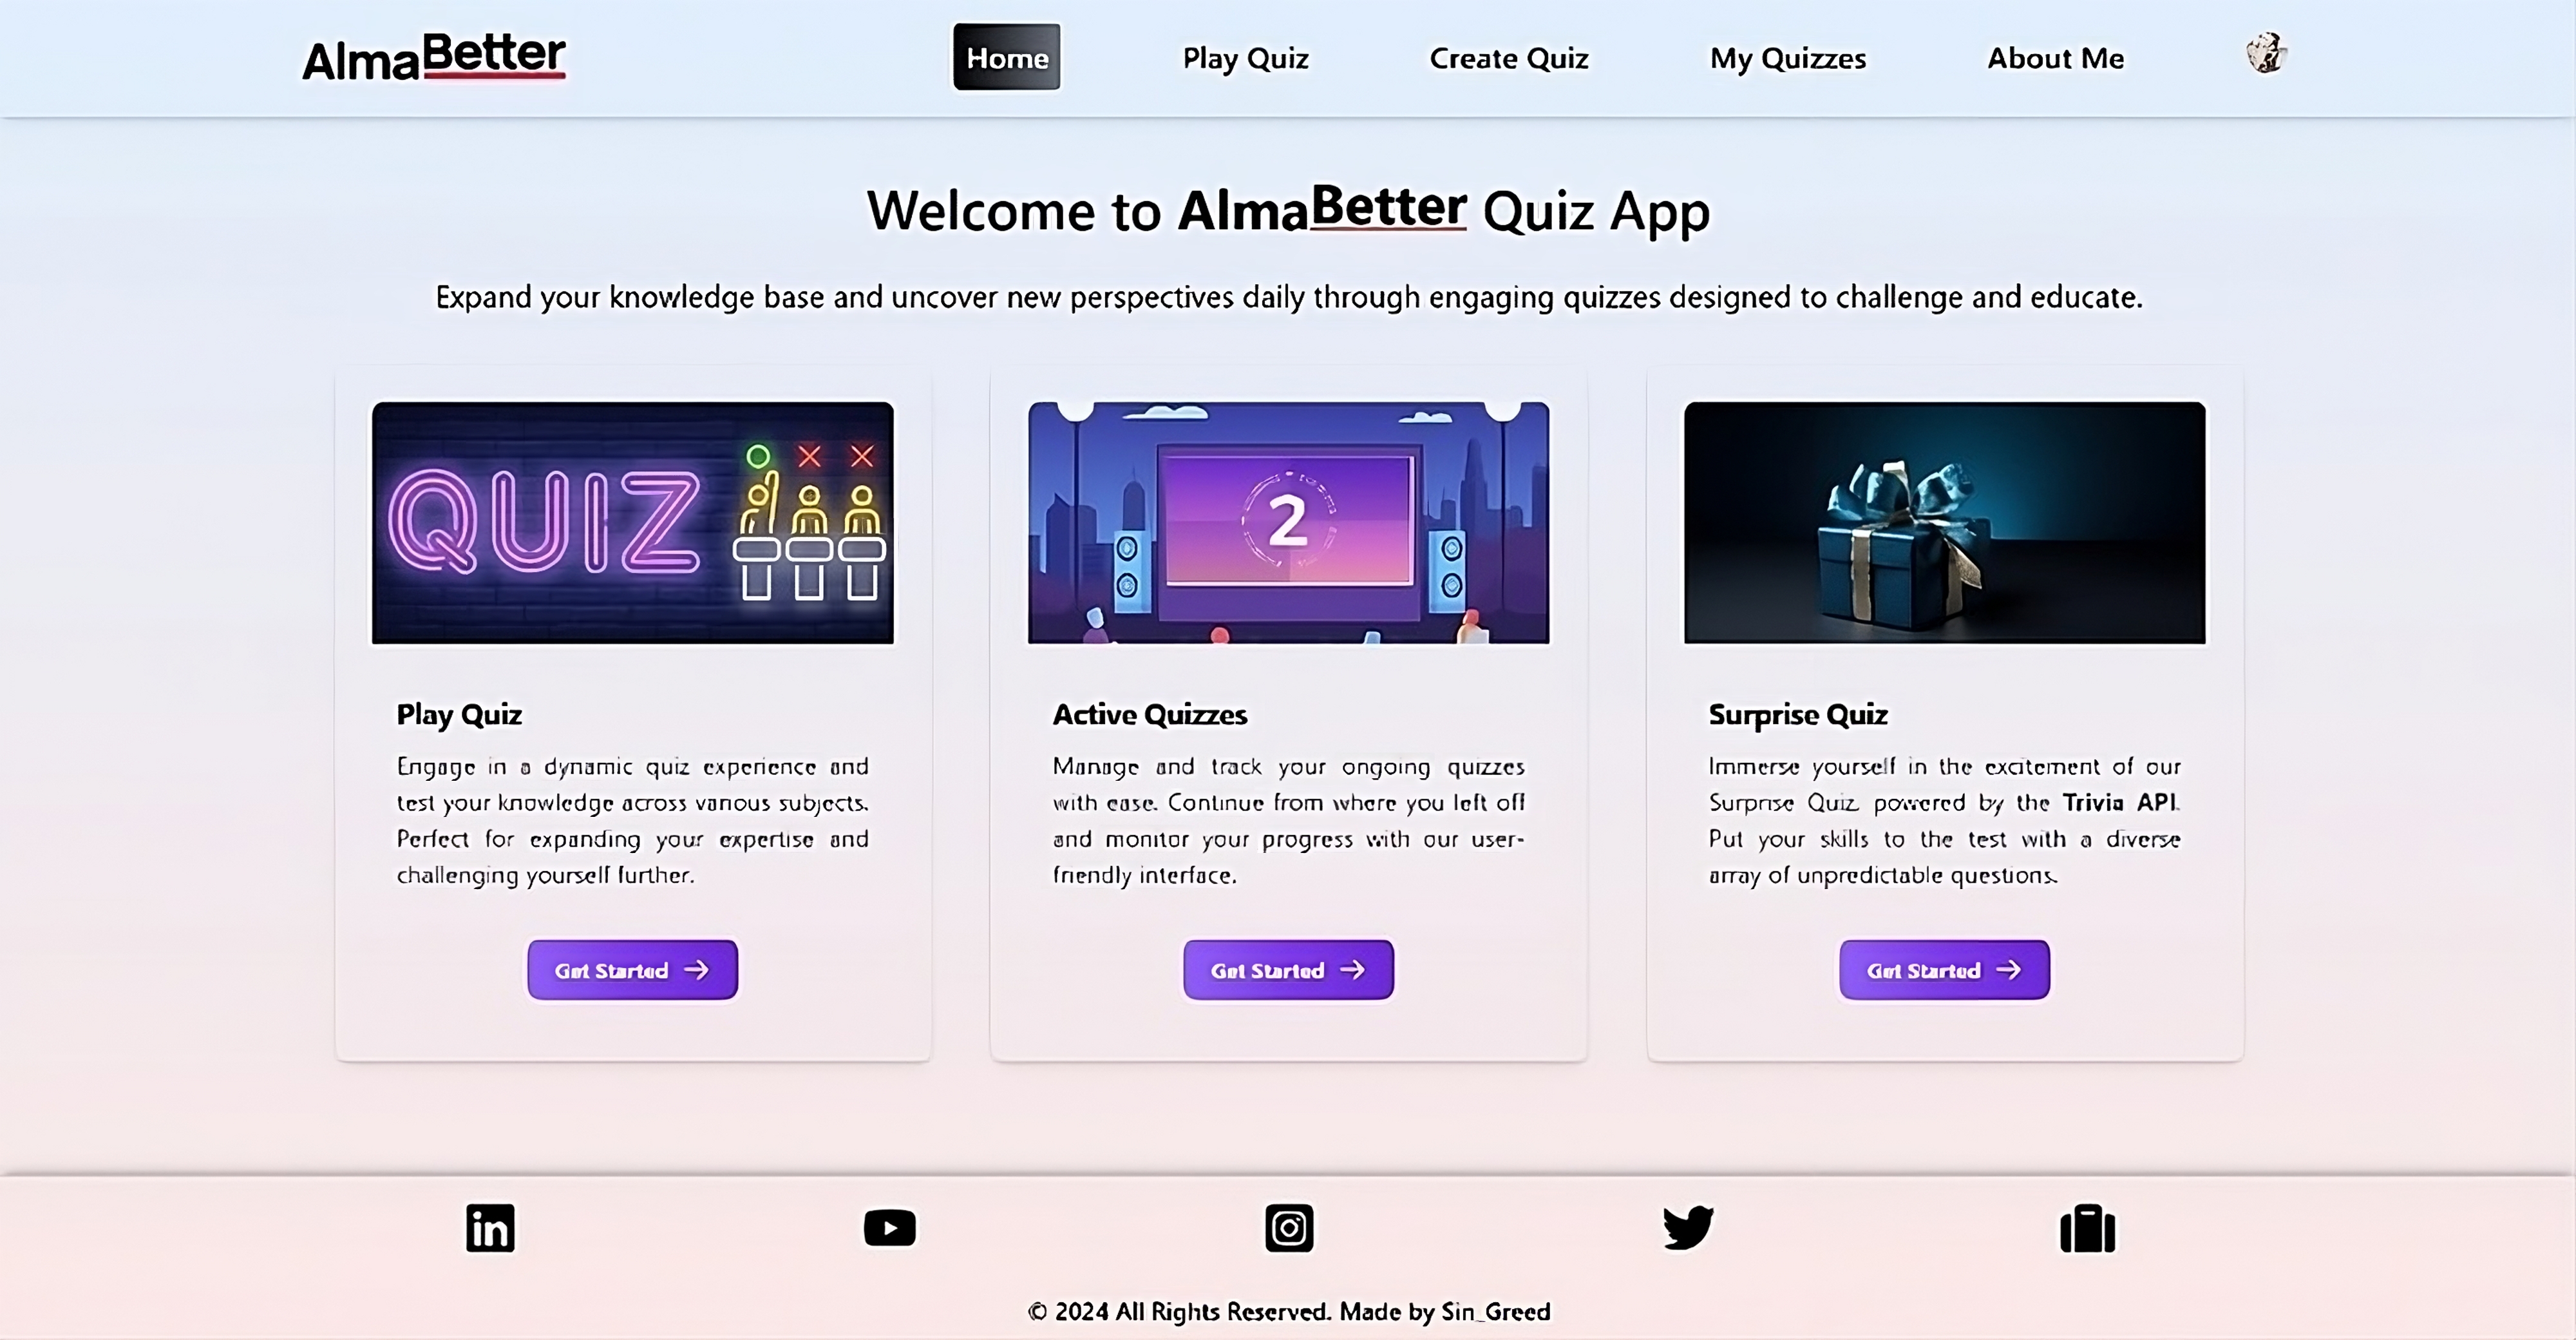 AlmaBetter
Home
Play Quiz
Create Quiz
My Quizzes
About Me
Welcome to AlmaBetter Quiz App
Expand your knowledge base and uncover new perspectives daily through engaging quizzes designed to challenge and educate.
QUIZ
2
Play Quiz
Engage in a dynamic quiz experience and
test your knowledge across various subjects.
Perfect for expanding your expertise and
challenging yourself further.
Get Started →
Active Quizzes
Manage and track your ongoing quizzes
with ease. Continue from where you left off
and monitor your progress with our user-
friendly interface.
Get Started →
Surprise Quiz
Immerse yourself in the excitement of our
Surprise Quiz, powered by the Trivia API.
Put your skills to the test with a diverse
array of unpredictable questions.
Get Started →
in
© 2024 All Rights Reserved. Made by Sin_Greed